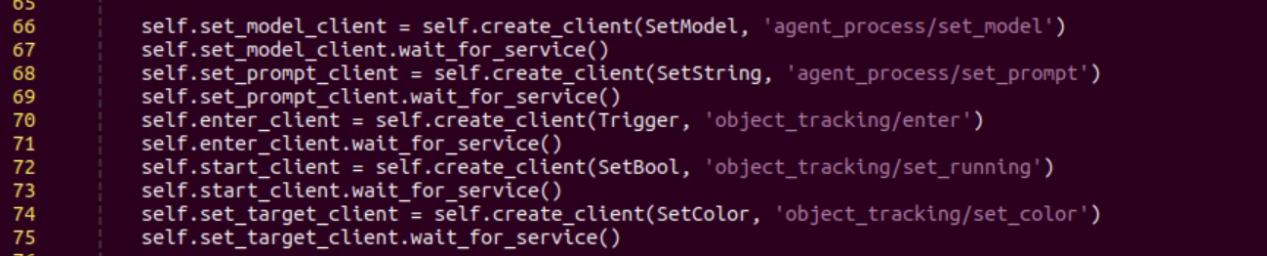 66 self.set_model_client = self.create_client(SetModel, 'agent_process/set_model')
67 self.set_model_client.wait_for_service()
68 self.set_prompt_client = self.create_client(SetString, 'agent_process/set_prompt')
69 self.set_prompt_client.wait_for_service()
70 self.enter_client = self.create_client(Trigger, 'object_tracking/enter')
71 self.enter_client.wait_for_service()
72 self.start_client = self.create_client(SetBool, 'object_tracking/set_running')
73 self.start_client.wait_for_service()
74 self.set_target_client = self.create_client(SetColor, 'object_tracking/set_color')
75 self.set_target_client.wait_for_service()